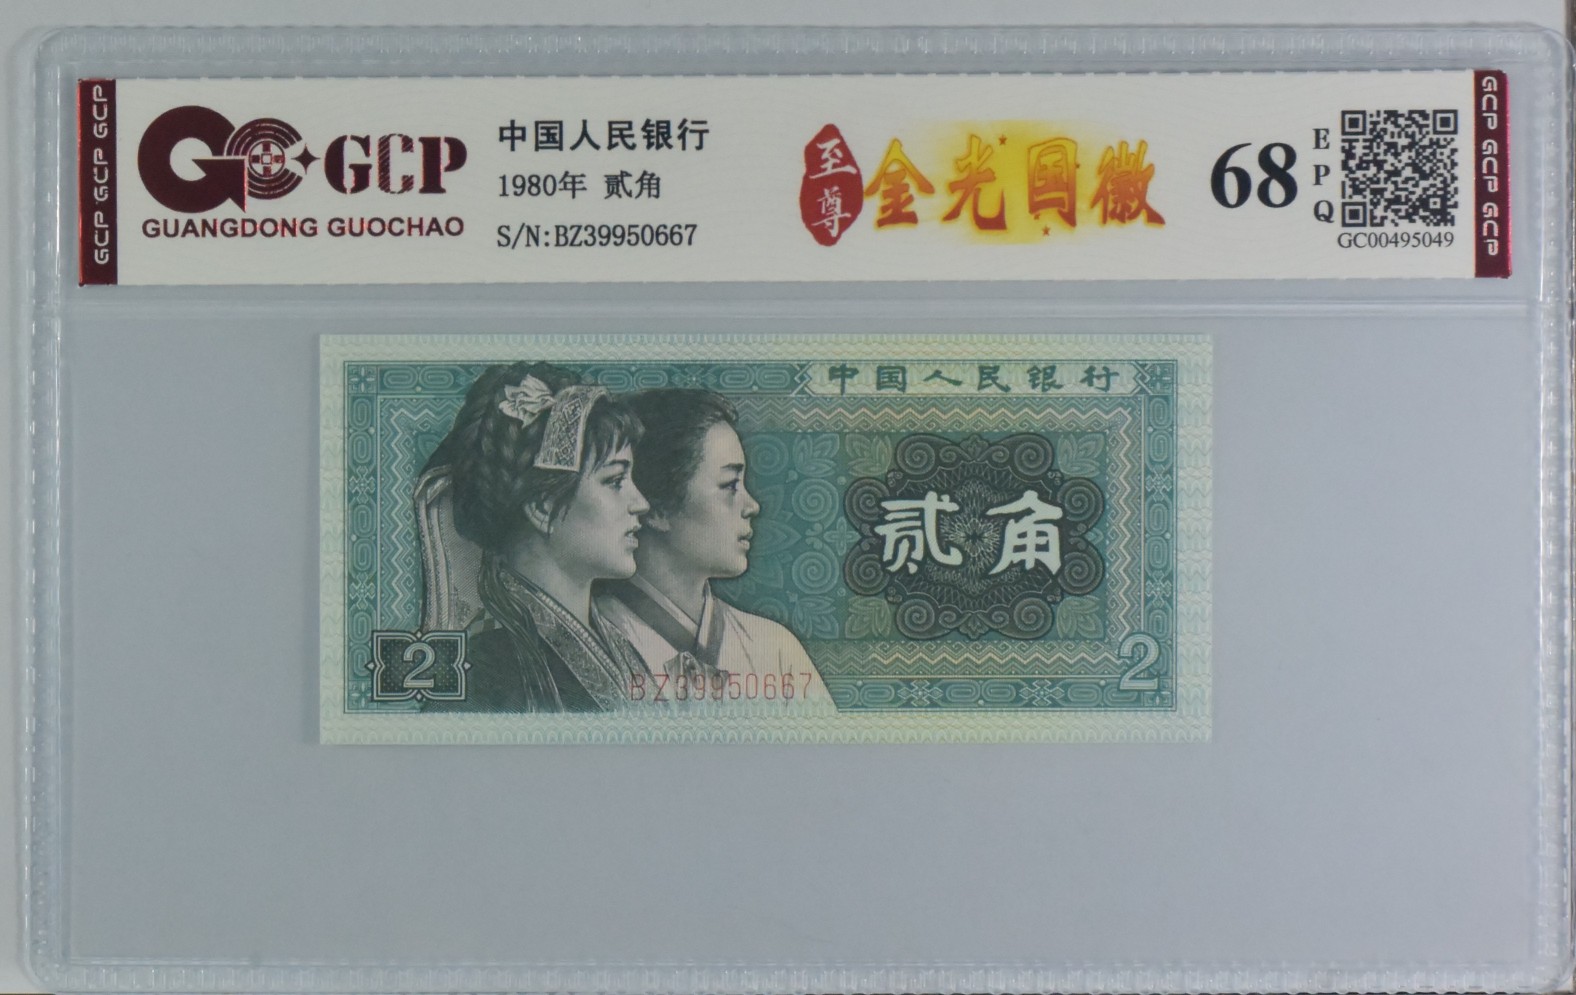 GCP GCP GCP
GCP
GUANGDONG GUOCHAO
中国人民银行
1980年 贰角
S/N:BZ39950667
至尊
金光国徽
68
EPQ
GC00495049
GCP GCP GCP
中国人民银行
贰角
2
BZ39950667
2